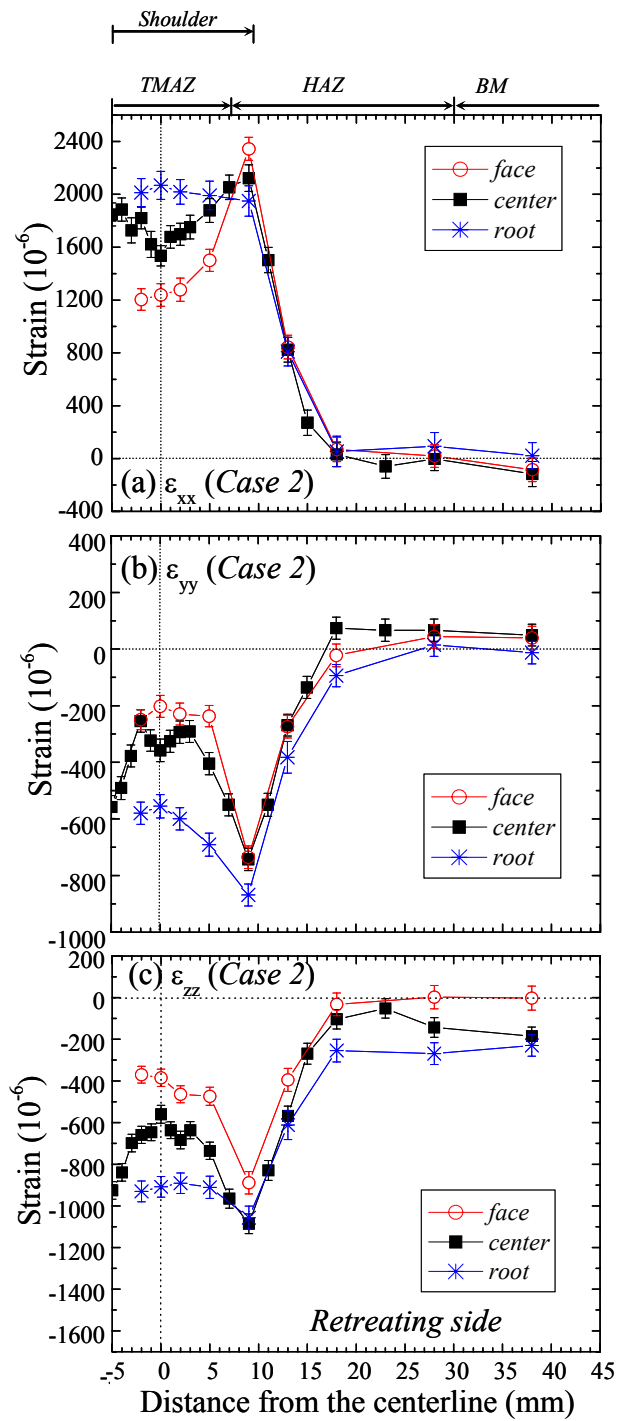 Shoulder
TMAZ HAZ BM
2400
2000
1600
1200
800
400
0
-400
Strain (10⁻⁶)
face
center
root
(a) εxx (Case 2)
400
200
0
-200
-400
-600
-800
-1000
Strain (10⁻⁶)
(b) εyy (Case 2)
face
center
root
200
0
-200
-400
-600
-800
-1000
-1200
-1400
-1600
Strain (10⁻⁶)
(c) εzz (Case 2)
face
center
root
Retreating side
-5 0 5 10 15 20 25 30 35 40 45
Distance from the centerline (mm)